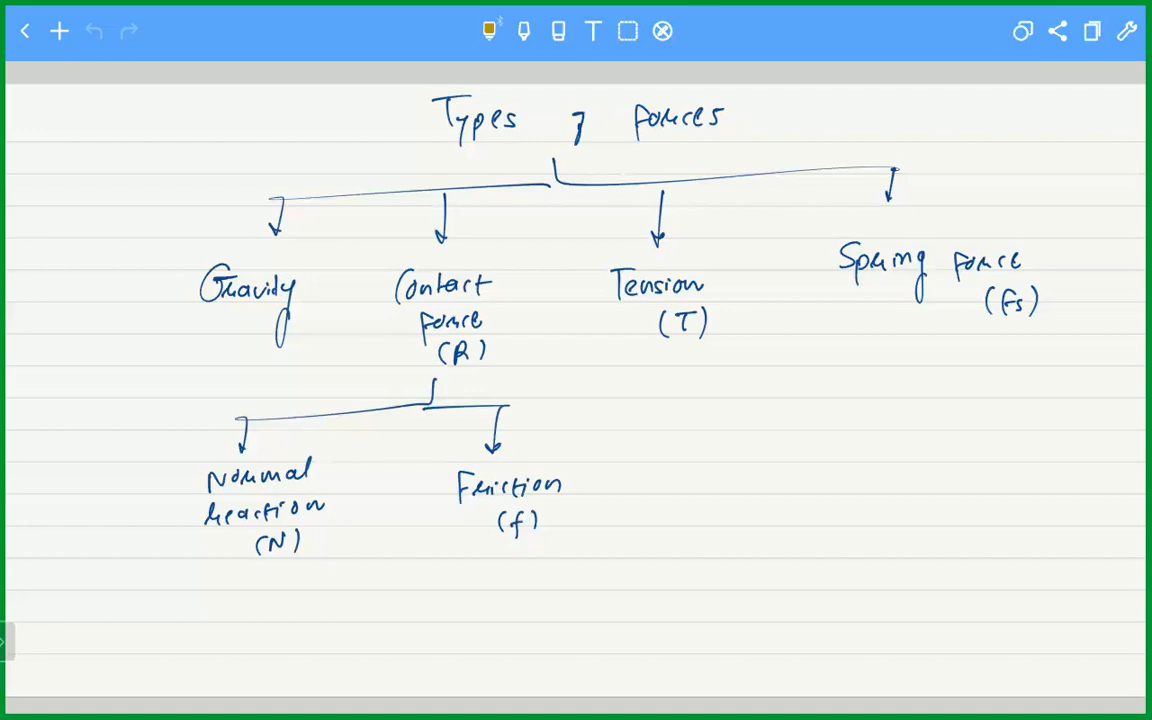 Types of forces
Gravity
Contact
force
(R)
Tension
(T)
Spring force
(Fs)
Normal
reaction
(N)
Friction
(f)